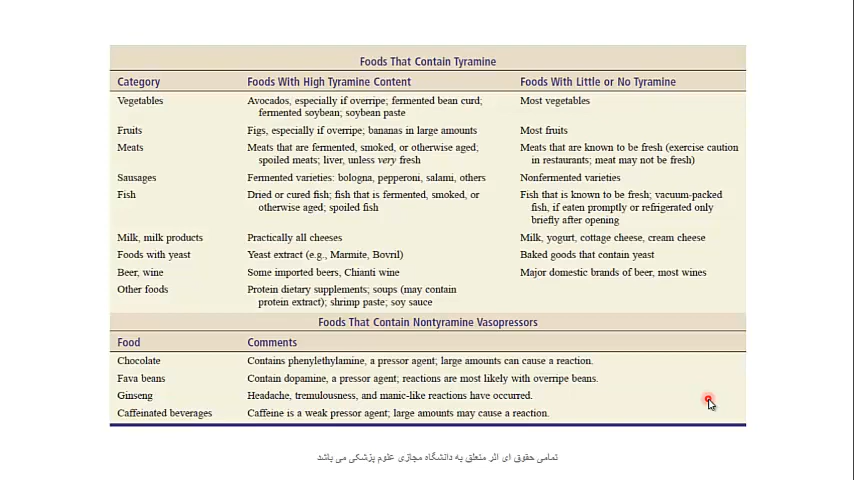 Foods That Contain Tyramine
Category Foods With High Tyramine Content Foods With Little or No Tyramine
Vegetables Avocados, especially if overripe; fermented bean curd; Most vegetables
fermented soybean; soybean paste
Fruits Figs, especially if overripe; bananas in large amounts Most fruits
Meats Meats that are fermented, smoked, or otherwise aged; Meats that are known to be fresh (exercise caution
spoiled meats; liver, unless very fresh in restaurants; meat may not be fresh)
Sausages Fermented varieties: bologna, pepperoni, salami, others Nonfermented varieties
Fish Dried or cured fish; fish that is fermented, smoked, or Fish that is known to be fresh; vacuum-packed
otherwise aged; spoiled fish fish, if eaten promptly or refrigerated only
briefly after opening
Milk, milk products Practically all cheeses Milk, yogurt, cottage cheese, cream cheese
Foods with yeast Yeast extract (e.g., Marmite, Bovril) Baked goods that contain yeast
Beer, wine Some imported beers, Chianti wine Major domestic brands of beer, most wines
Other foods Protein dietary supplements; soups (may contain
protein extract); shrimp paste; soy sauce
Foods That Contain Nontyramine Vasopressors
Food Comments
Chocolate Contains phenylethylamine, a pressor agent; large amounts can cause a reaction.
Fava beans Contain dopamine, a pressor agent; reactions are most likely with overripe beans.
Ginseng Headache, tremulousness, and manic-like reactions have occurred.
Caffeinated beverages Caffeine is a weak pressor agent; large amounts may cause a reaction.
تمامی حقوق ای اثر متعلق به دانشگاه مجازی علوم پزشکی می باشد